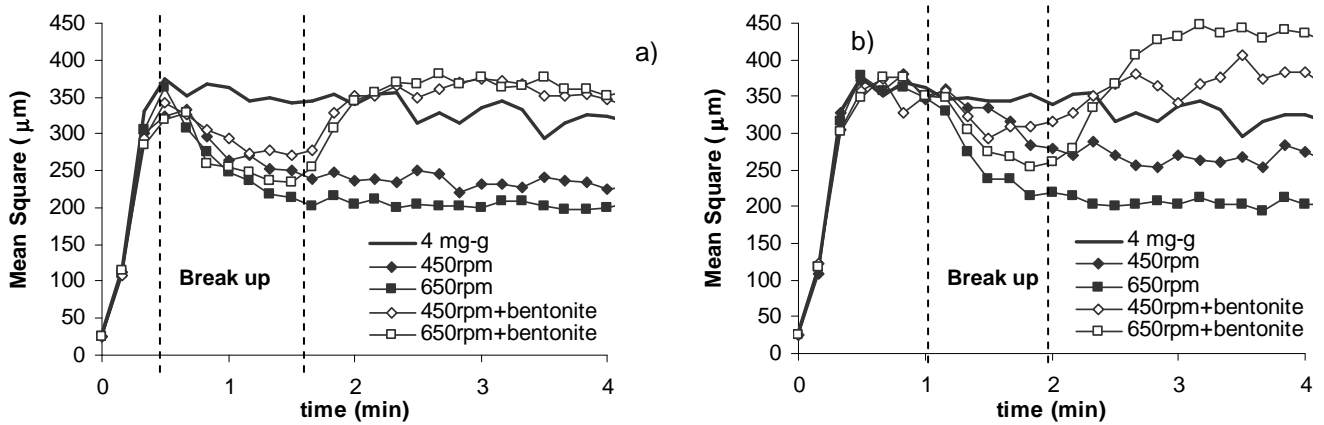 a)
Mean Square (µm)
450
400
350
300
250
200
150
100
50
0
Break up
4 mg-g
450rpm
650rpm
450rpm+bentonite
650rpm+bentonite
0 1 2 3 4
time (min)
b)
Mean Square (µm)
450
400
350
300
250
200
150
100
50
0
Break up
4 mg-g
450rpm
650rpm
450rpm+bentonite
650rpm+bentonite
0 1 2 3 4
time (min)